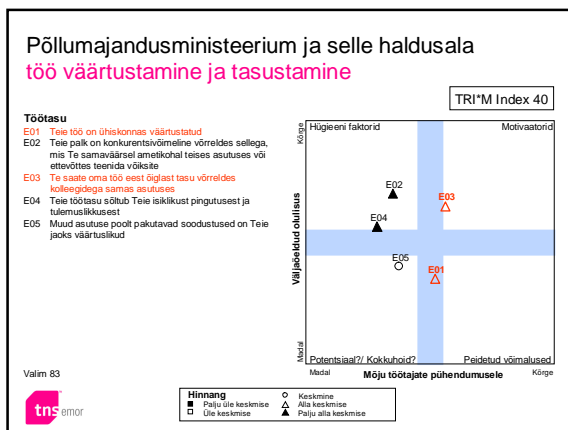 Põllumajandusministeerium ja selle haldusala
töö väärtustamine ja tasustamine
TRI*M Index 40
Töötasu
E01 Teie töö on ühiskonnas väärtustatud
E02 Teie palk on konkurentsivõimeline võrreldes sellega,
mis Te samaväärsel ametikohal teises asutuses või
ettevõttes teenida võiksite
E03 Te saate oma töö eest õiglast tasu võrreldes
kolleegidega samas asutuses
E04 Teie töötasu sõltub Teie isiklikust pingutusest ja
tulemuslikkusest
E05 Muud asutuse poolt pakutavad soodustused on Teie
jaoks väärtuslikud
Kõrge
Väljaöeldud olulisus
Madal
Hügieeni faktorid
Motivaatorid
E02
E03
E04
E05
E01
Potentsiaal?/ Kokkuhoid?
Peidetud võimalused
Madal
Mõju töötajate pühendumusele
Kõrge
Valim 83
Hinnang
Palju üle keskmise
Üle keskmise
Keskmine
Alla keskmise
Palju alla keskmise
tns emor